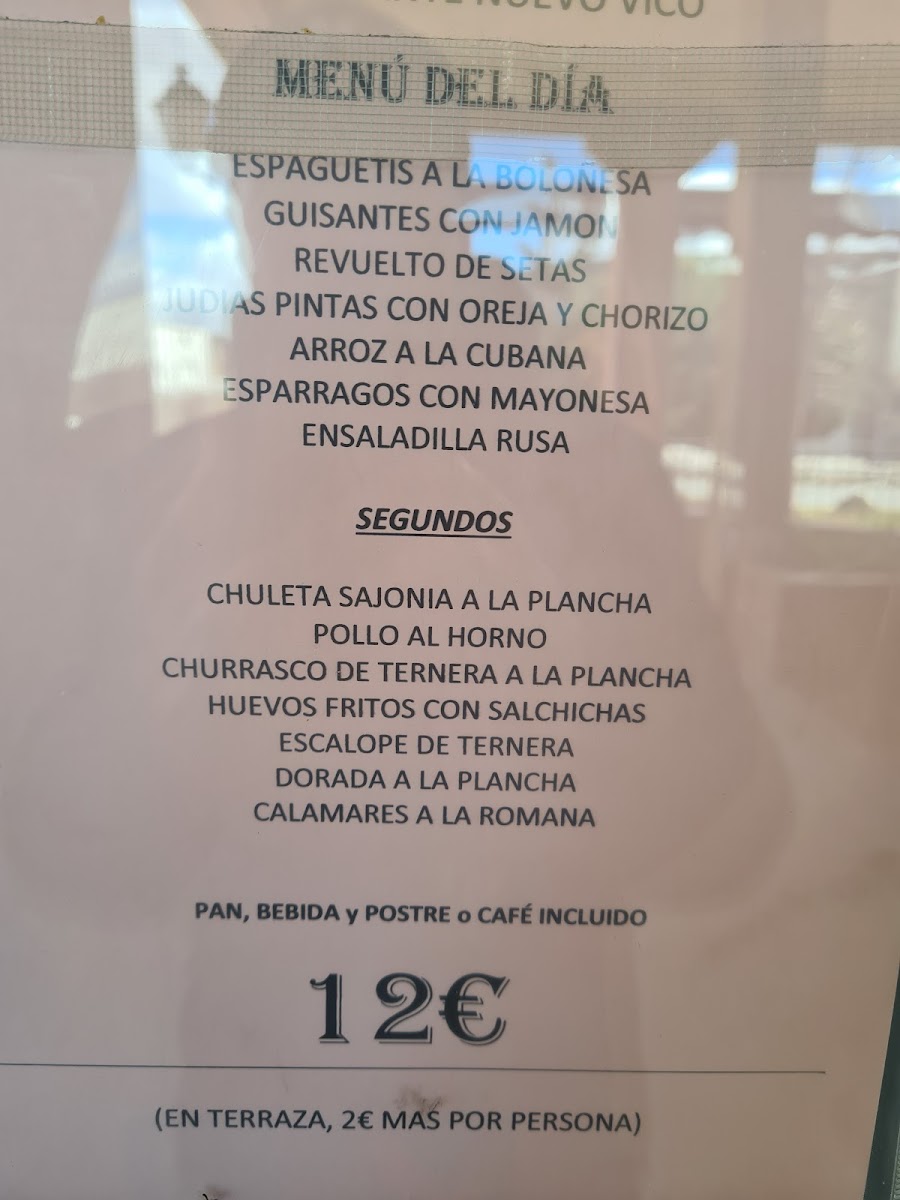 NUEVO VICO
MENÚ DEL DÍA
ESPAGUETIS A LA BOLOÑESA
GUISANTES CON JAMON
REVUELTO DE SETAS
JUDIAS PINTAS CON OREJA Y CHORIZO
ARROZ A LA CUBANA
ESPARRAGOS CON MAYONESA
ENSALADILLA RUSA
SEGUNDOS
CHULETA SAJONIA A LA PLANCHA
POLLO AL HORNO
CHURRASCO DE TERNERA A LA PLANCHA
HUEVOS FRITOS CON SALCHICHAS
ESCALOPE DE TERNERA
DORADA A LA PLANCHA
CALAMARES A LA ROMANA
PAN, BEBIDA y POSTRE o CAFÉ INCLUIDO
12€
(EN TERRAZA, 2€ MAS POR PERSONA)